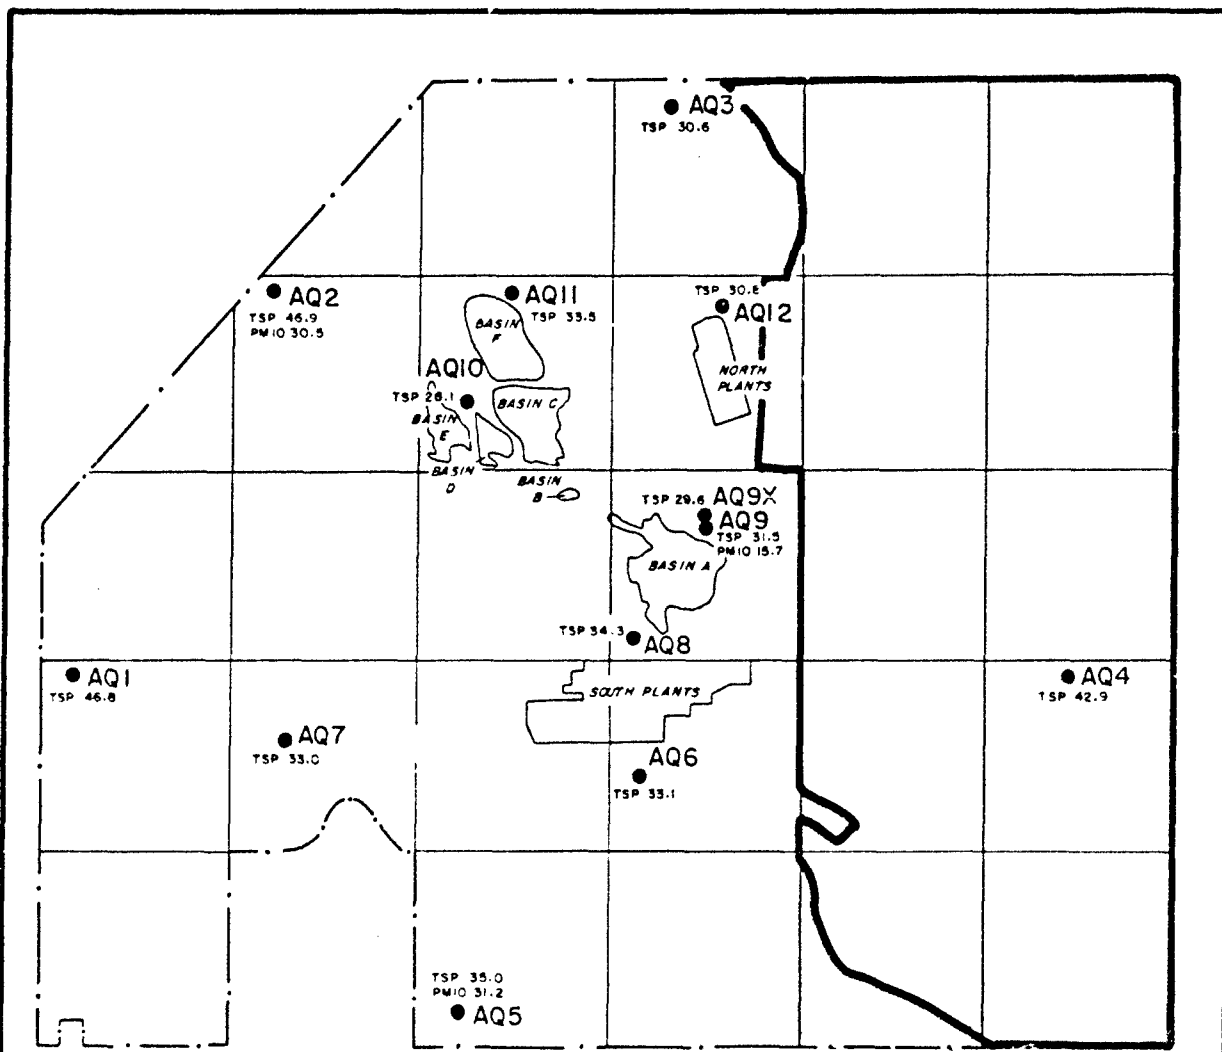 AQ3
TSP 30.6
AQ2
TSP 46.9
PM10 30.5
AQ11
TSP 33.5
BASIN
F
TSP
AQ12
NORTH
PLANTS
AQ10
TSP 26.1
BASIN C
BASIN
E
BASIN
D
BASIN
B
TSP 29.6 AQ9X
AQ9
TSP 31.5
PM10 15.7
BASIN A
TSP 34.3
AQ8
AQ1
TSP 46.8
SOUTH PLANTS
AQ4
TSP 42.9
AQ7
TSP 33.0
AQ6
TSP 33.1
TSP 35.0
PM10 31.2
AQ5